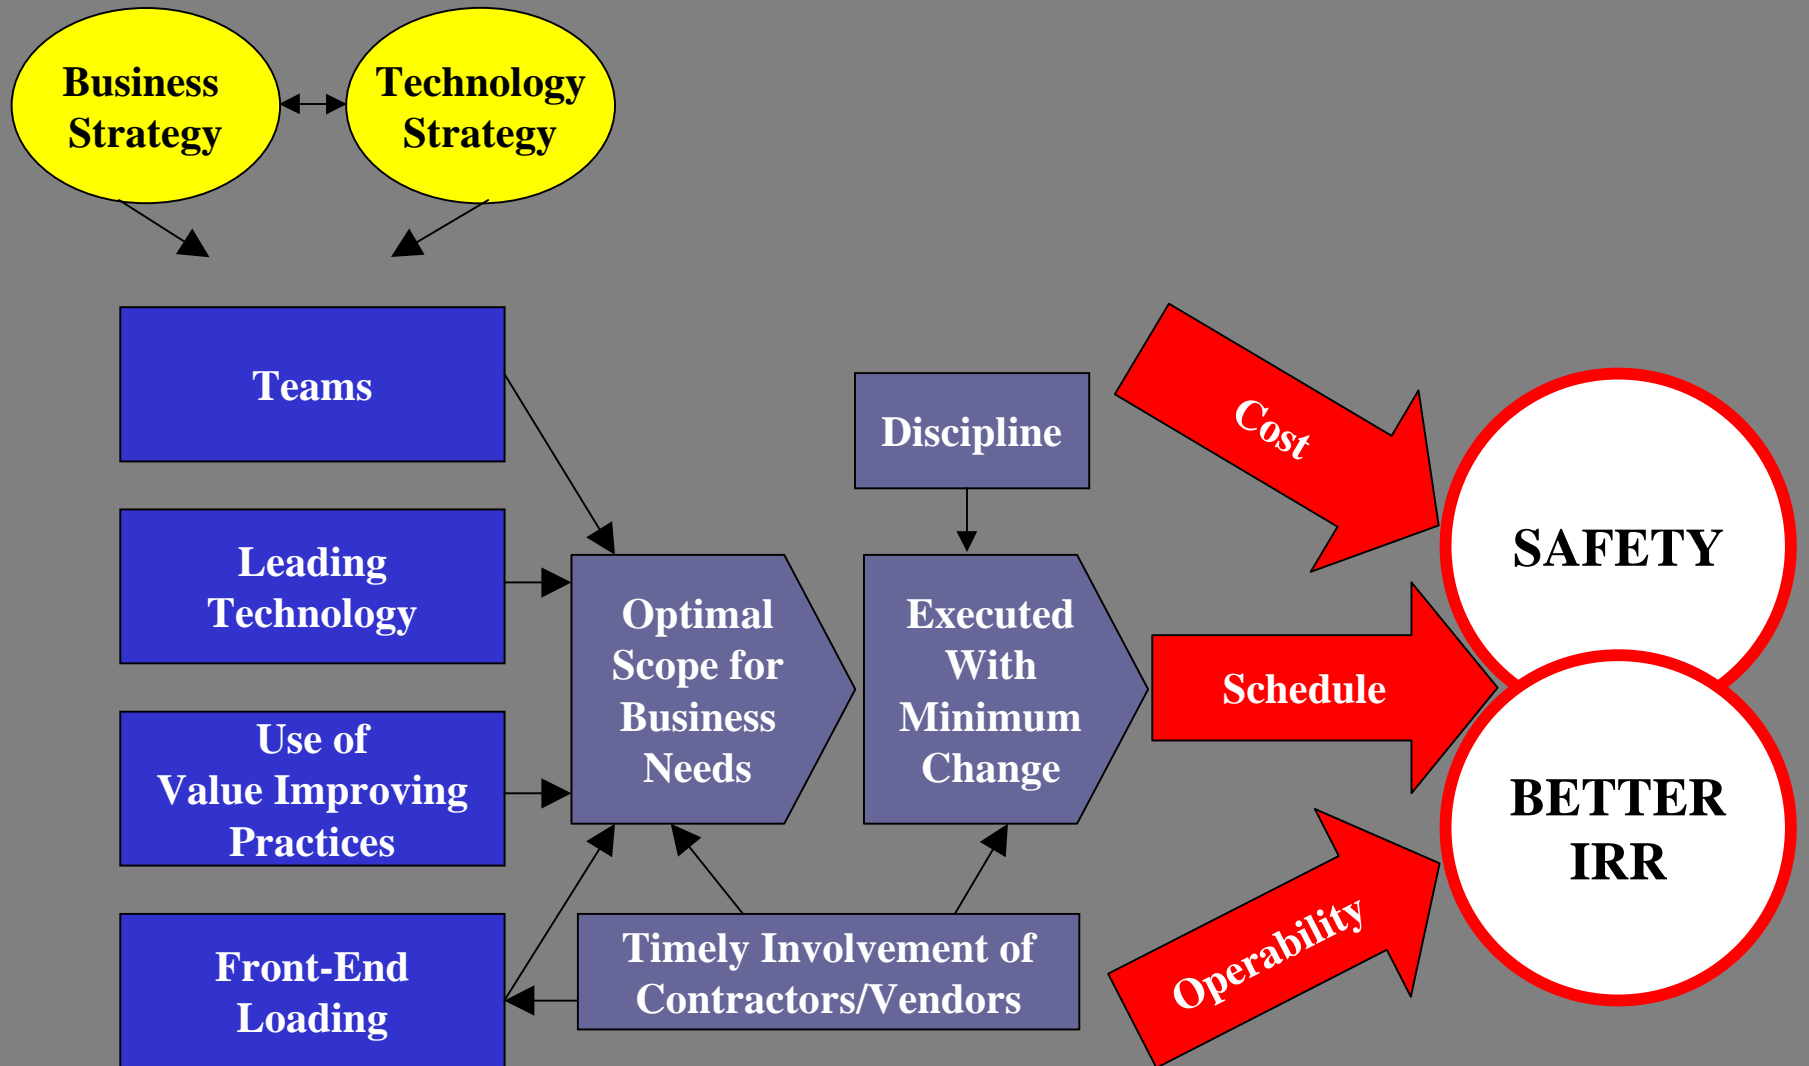 Business
Strategy
Technology
Strategy
Teams
Leading
Technology
Use of
Value Improving
Practices
Front-End
Loading
Optimal
Scope for
Business
Needs
Discipline
Executed
With
Minimum
Change
Timely Involvement of
Contractors/Vendors
Cost
Schedule
Operability
SAFETY
BETTER
IRR